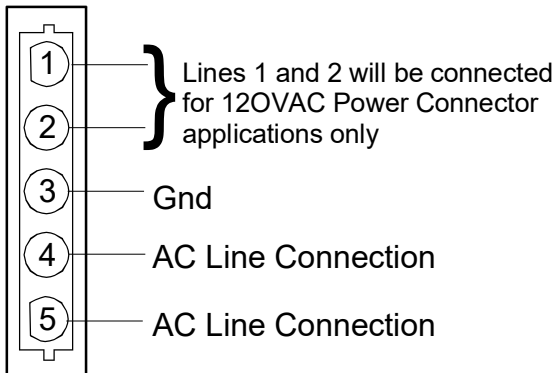 1
Lines 1 and 2 will be connected
for 12OVAC Power Connector
applications only
2
3 Gnd
4 AC Line Connection
5 AC Line Connection